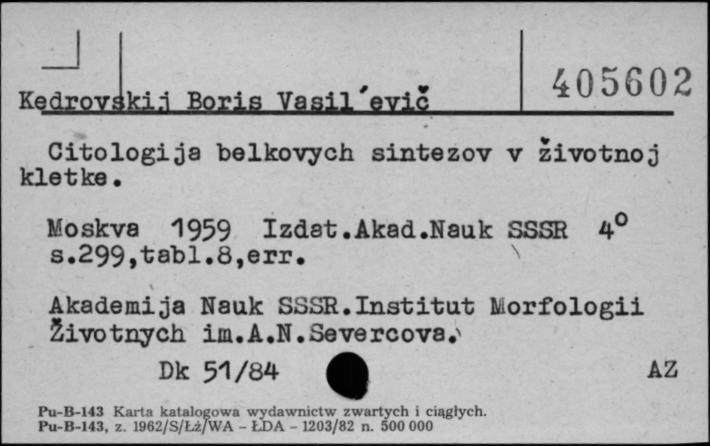 405602
Kedrovskij Boris Vasil´evič
Citologija belkovych sintezov v životnoj
kletke.
Moskva 1959 Izdat.Akad.Nauk SSSR 4°
s.299,tabl.8,err.
Akademija Nauk SSSR.Institut Morfologii
Životnych im.A.N.Severcova.
Dk 51/84 AZ
Pu-B-143 Karta katalogowa wydawnictw zwartych i ciągłych.
Pu-B-143, z. 1962/S/Łż/WA – ŁDA – 1203/82 n. 500 000